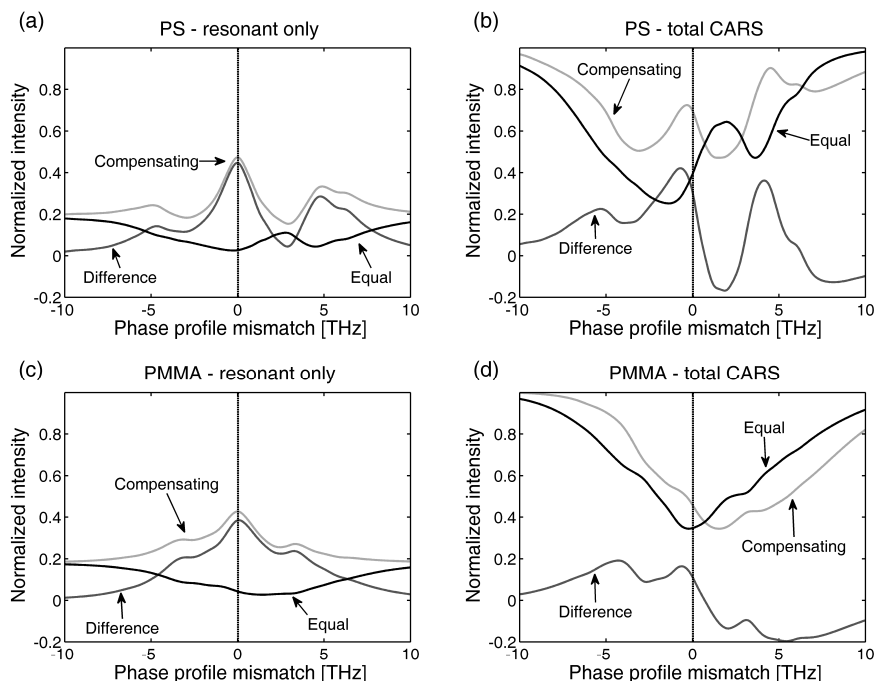 (a)
PS - resonant only
Normalized intensity
0.8
0.6
0.4
0.2
0
-0.2
Compensating
Difference
Equal
-10
-5
0
5
10
Phase profile mismatch [THz]
(b)
PS - total CARS
Normalized intensity
0.8
0.6
0.4
0.2
0
-0.2
Compensating
Equal
Difference
-10
-5
0
5
10
Phase profile mismatch [THz]
(c)
PMMA - resonant only
Normalized intensity
0.8
0.6
0.4
0.2
0
-0.2
Compensating
Difference
Equal
-10
-5
0
5
10
Phase profile mismatch [THz]
(d)
PMMA - total CARS
Normalized intensity
0.8
0.6
0.4
0.2
0
-0.2
Equal
Compensating
Difference
-10
-5
0
5
10
Phase profile mismatch [THz]